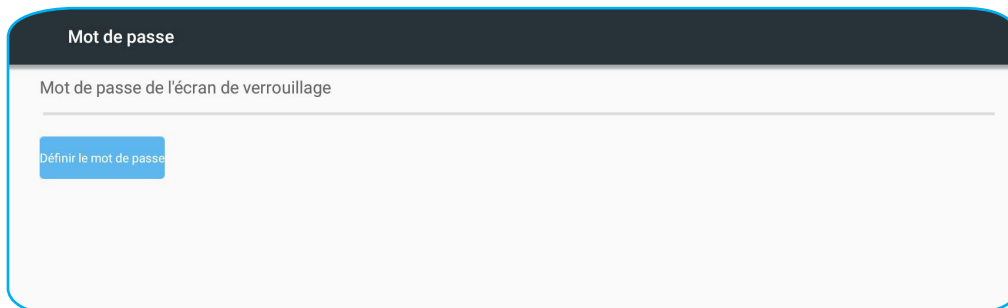 Mot de passe
Mot de passe de l'écran de verrouillage
Définir le mot de passe